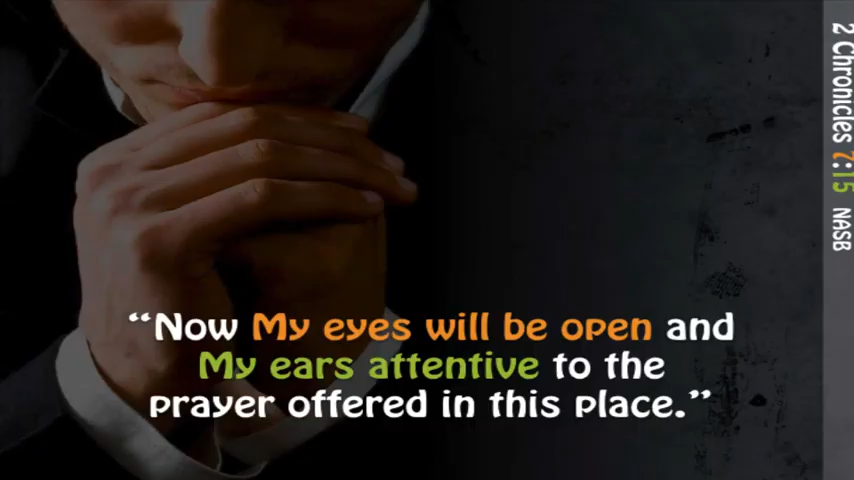 “Now My eyes will be open and
My ears attentive to the
prayer offered in this place.”
2 Chronicles 7:15 NASB